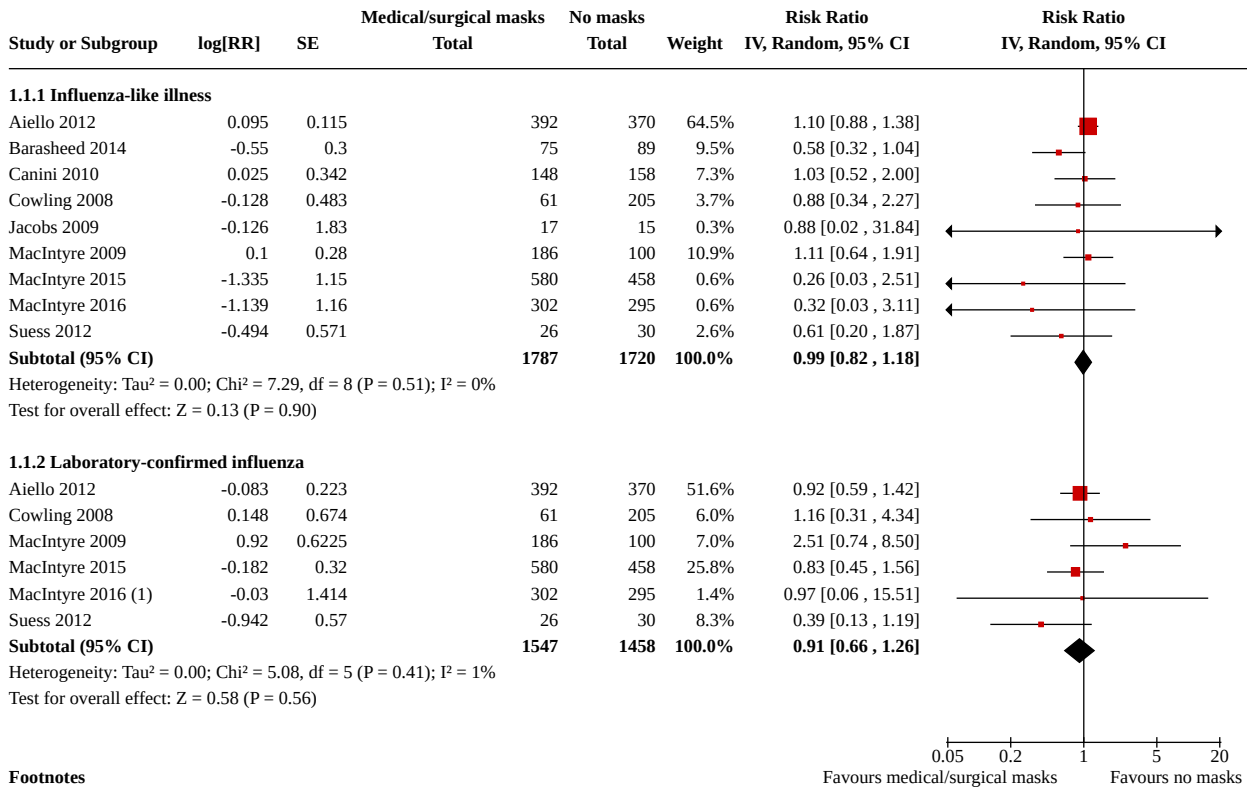 Medical/surgical masks No masks Risk Ratio Risk Ratio
Study or Subgroup log[RR] SE Total Total Weight IV, Random, 95% CI IV, Random, 95% CI
1.1.1 Influenza-like illness
Aiello 2012 0.095 0.115 392 370 64.5% 1.10 [0.88 , 1.38]
Barasheed 2014 -0.55 0.3 75 89 9.5% 0.58 [0.32 , 1.04]
Canini 2010 0.025 0.342 148 158 7.3% 1.03 [0.52 , 2.00]
Cowling 2008 -0.128 0.483 61 205 3.7% 0.88 [0.34 , 2.27]
Jacobs 2009 -0.126 1.83 17 15 0.3% 0.88 [0.02 , 31.84]
MacIntyre 2009 0.1 0.28 186 100 10.9% 1.11 [0.64 , 1.91]
MacIntyre 2015 -1.335 1.15 580 458 0.6% 0.26 [0.03 , 2.51]
MacIntyre 2016 -1.139 1.16 302 295 0.6% 0.32 [0.03 , 3.11]
Suess 2012 -0.494 0.571 26 30 2.6% 0.61 [0.20 , 1.87]
Subtotal (95% CI) 1787 1720 100.0% 0.99 [0.82 , 1.18]
Heterogeneity: Tau² = 0.00; Chi² = 7.29, df = 8 (P = 0.51); I² = 0%
Test for overall effect: Z = 0.13 (P = 0.90)
1.1.2 Laboratory-confirmed influenza
Aiello 2012 -0.083 0.223 392 370 51.6% 0.92 [0.59 , 1.42]
Cowling 2008 0.148 0.674 61 205 6.0% 1.16 [0.31 , 4.34]
MacIntyre 2009 0.92 0.6225 186 100 7.0% 2.51 [0.74 , 8.50]
MacIntyre 2015 -0.182 0.32 580 458 25.8% 0.83 [0.45 , 1.56]
MacIntyre 2016 (1) -0.03 1.414 302 295 1.4% 0.97 [0.06 , 15.51]
Suess 2012 -0.942 0.57 26 30 8.3% 0.39 [0.13 , 1.19]
Subtotal (95% CI) 1547 1458 100.0% 0.91 [0.66 , 1.26]
Heterogeneity: Tau² = 0.00; Chi² = 5.08, df = 5 (P = 0.41); I² = 1%
Test for overall effect: Z = 0.58 (P = 0.56)
0.05 0.2 1 5 20
Footnotes Favours medical/surgical masks Favours no masks